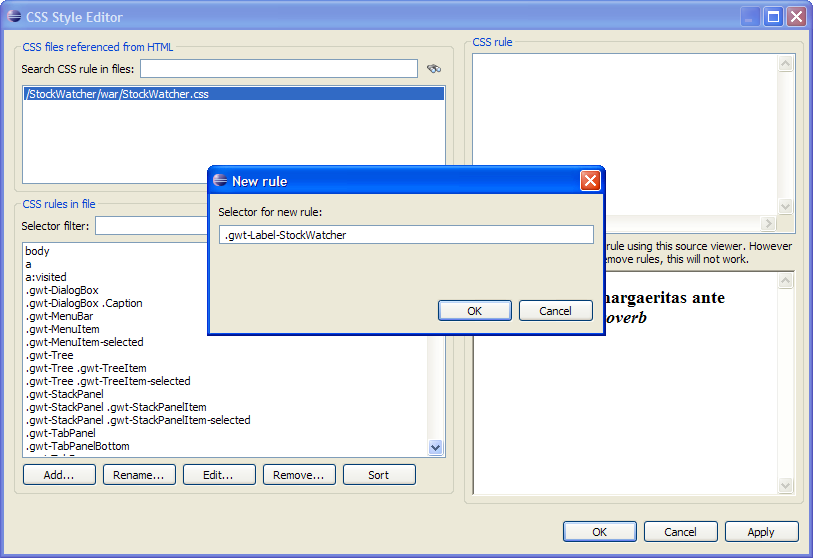 CSS Style Editor
CSS files referenced from HTML
Search CSS rule in files:
/StockWatcher/war/StockWatcher.css
CSS rules in file
Selector filter:
body
a
a:visited
.gwt-DialogBox
.gwt-DialogBox .Caption
.gwt-MenuBar
.gwt-MenuItem
.gwt-MenuItem-selected
.gwt-Tree
.gwt-Tree .gwt-TreeItem
.gwt-Tree .gwt-TreeItem-selected
.gwt-StackPanel
.gwt-StackPanel .gwt-StackPanelItem
.gwt-StackPanel .gwt-StackPanelItem-selected
.gwt-TabPanel
.gwt-TabPanelBottom
Add...
Rename...
Edit...
Remove...
Sort
New rule
Selector for new rule:
.gwt-Label-StockWatcher
OK
Cancel
CSS rule
rule using this source viewer. However
emove rules, this will not work.
nargaeritas ante
overb
OK
Cancel
Apply